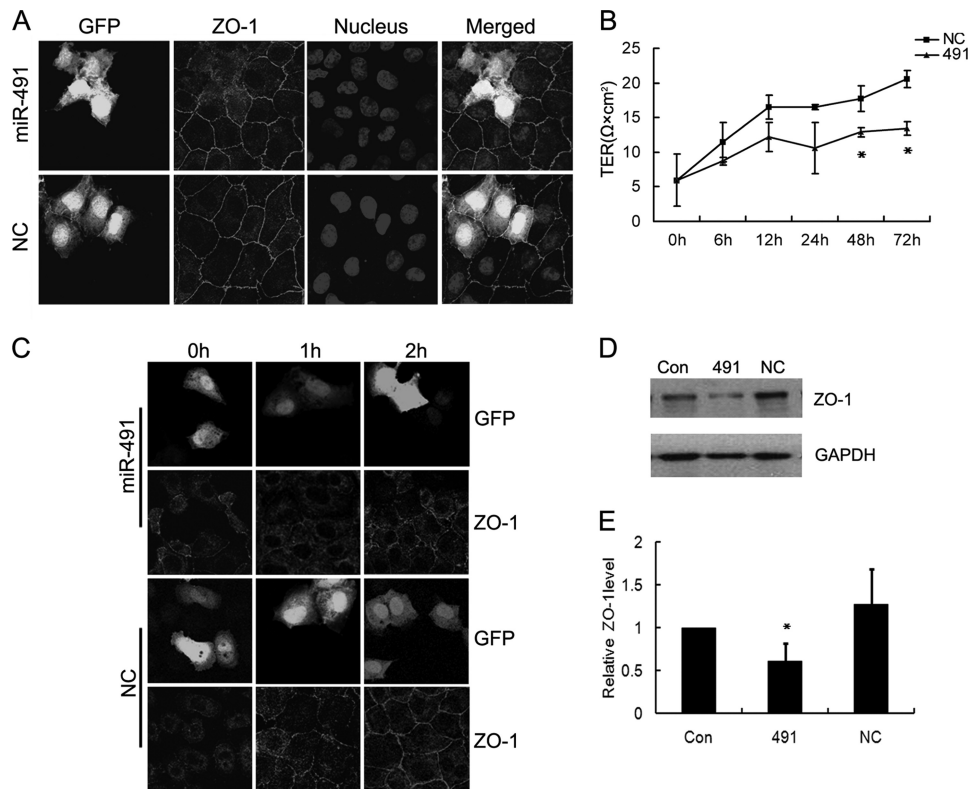 A
GFP ZO-1 Nucleus Merged
miR-491
NC
B
NC
491
TER(Ω×cm²)
25
20
15
10
5
0
* *
0h 6h 12h 24h 48h 72h
C
0h 1h 2h
miR-491
GFP
ZO-1
NC
GFP
ZO-1
D
Con 491 NC
ZO-1
GAPDH
E
Relative ZO-1level
2
1.5
1
0.5
0
*
Con 491 NC